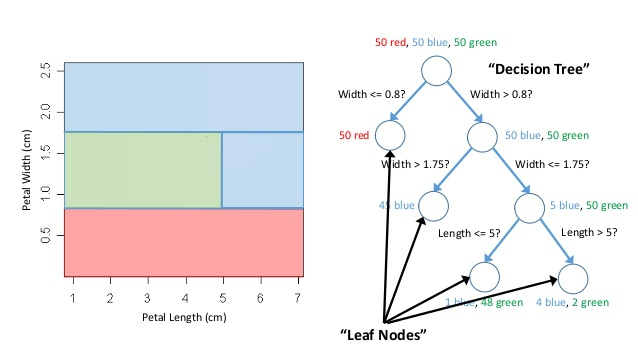 50 red, 50 blue, 50 green
"Decision Tree"
Width <= 0.8?
Width > 0.8?
50 red
50 blue, 50 green
Width > 1.75?
Width <= 1.75?
45 blue
5 blue, 50 green
Length <= 5?
Length > 5?
1 blue, 48 green
4 blue, 2 green
"Leaf Nodes"
Petal Width (cm)
2.5
2.0
1.5
1.0
0.5
1 2 3 4 5 6 7
Petal Length (cm)